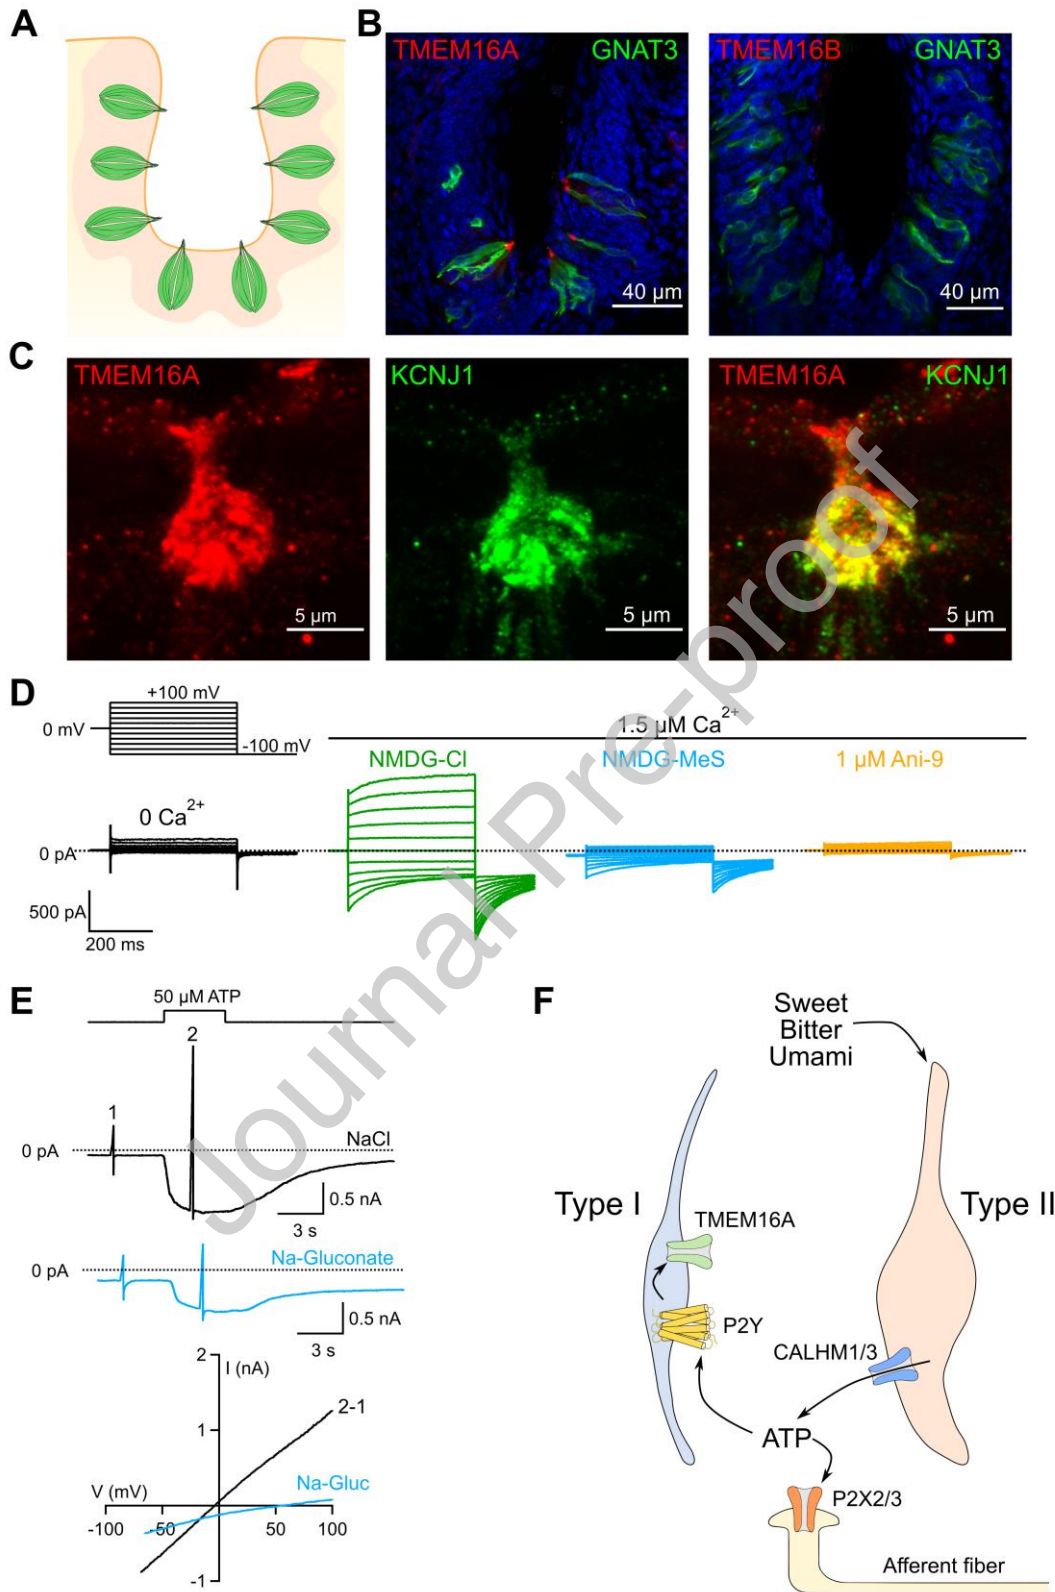 A
B
TMEM16A GNAT3
40 µm
TMEM16B GNAT3
40 µm
C
TMEM16A
5 µm
KCNJ1
5 µm
TMEM16A KCNJ1
5 µm
D
+100 mV
0 mV
-100 mV
1.5 µM Ca2+
NMDG-Cl
NMDG-MeS
1 µM Ani-9
0 Ca2+
0 pA
500 pA
200 ms
E
50 µM ATP
2
1
0 pA
NaCl
0.5 nA
3 s
Na-Gluconate
0 pA
0.5 nA
3 s
2
I (nA)
2-1
1
V (mV)
Na-Gluc
-100
-50
50
100
-1
F
Sweet
Bitter
Umami
Type I
Type II
TMEM16A
P2Y
CALHM1/3
ATP
P2X2/3
Afferent fiber
Journal Pre-proof